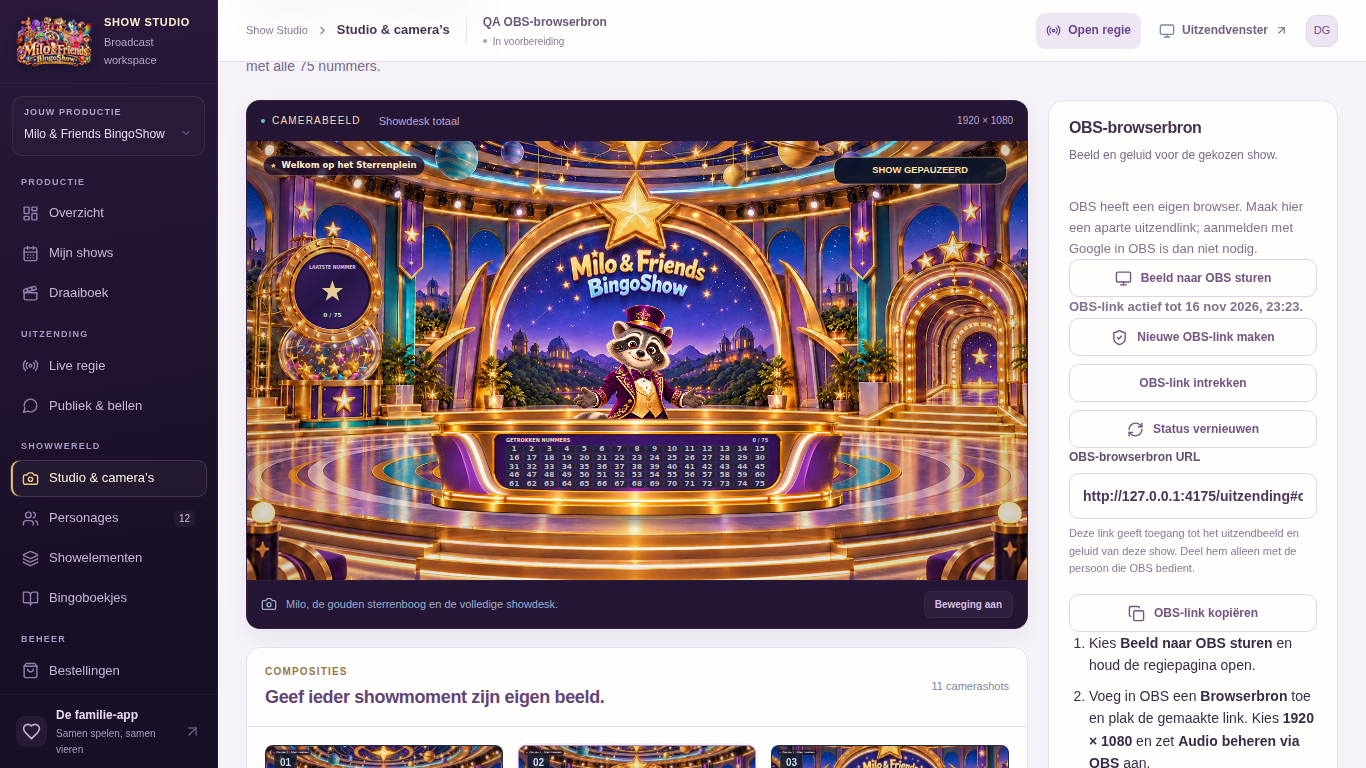 Milo & Friends
BingoShow
SHOW STUDIO
Broadcast
workspace
JOUW PRODUCTIE
Milo & Friends BingoShow
PRODUCTIE
Overzicht
Mijn shows
Draaiboek
UITZENDING
Live regie
Publiek & bellen
SHOWWERELD
Studio & camera's
Personages
12
Showelementen
Bingoboekjes
BEHEER
Bestellingen
De familie-app
Samen spelen, samen
vieren
Show Studio
Studio & camera's
QA OBS-browserbron
In voorbereiding
Open regie
Uitzendvenster
DG
met alle 75 nummers.
CAMERABEELD
Showdesk totaal
1920 × 1080
Welkom op het Sterrenplein
SHOW GEPAUZEERD
LAATSTE NUMMER
0 / 75
Milo & Friends
BingoShow
GETROKKEN NUMMERS
0 / 75
1 2 3 4 5 6 7 8 9 10 11 12 13 14 15
16 17 18 19 20 21 22 23 24 25 26 27 28 29 30
31 32 33 34 35 36 37 38 39 40 41 42 43 44 45
46 47 48 49 50 51 52 53 54 55 56 57 58 59 60
61 62 63 64 65 66 67 68 69 70 71 72 73 74 75
Milo, de gouden sterrenboog en de volledige showdesk.
Beweging aan
COMPOSITIES
Geef ieder showmoment zijn eigen beeld.
11 camerashots
01
02
03
OBS-browserbron
Beeld en geluid voor de gekozen show.
OBS heeft een eigen browser. Maak hier
een aparte uitzendlink; aanmelden met
Google in OBS is dan niet nodig.
Beeld naar OBS sturen
OBS-link actief tot 16 nov 2026, 23:23.
Nieuwe OBS-link maken
OBS-link intrekken
Status vernieuwen
OBS-browserbron URL
http://127.0.0.1:4175/uitzending#c
Deze link geeft toegang tot het uitzendbeeld en
geluid van deze show. Deel hem alleen met de
persoon die OBS bedient.
OBS-link kopiëren
1. Kies Beeld naar OBS sturen en
houd de regiepagina open.
2. Voeg in OBS een Browserbron toe
en plak de gemaakte link. Kies 1920
× 1080 en zet Audio beheren via
OBS aan.